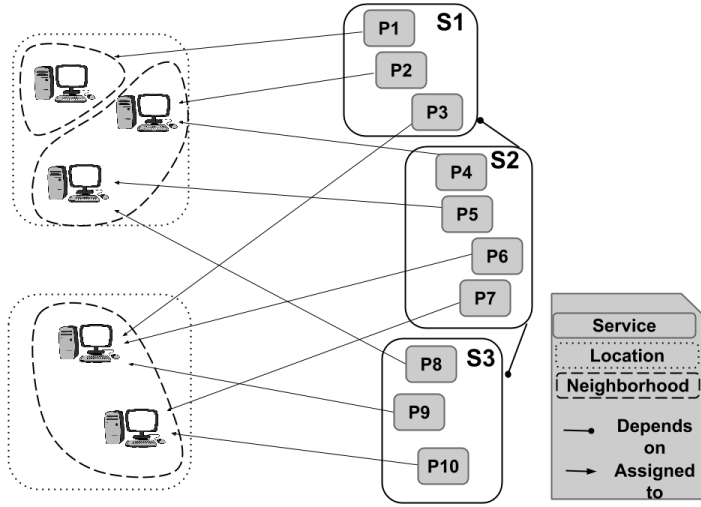 S1
P1
P2
P3
S2
P4
P5
P6
P7
S3
P8
P9
P10
Service
Location
Neighborhood
Depends
on
Assigned
to